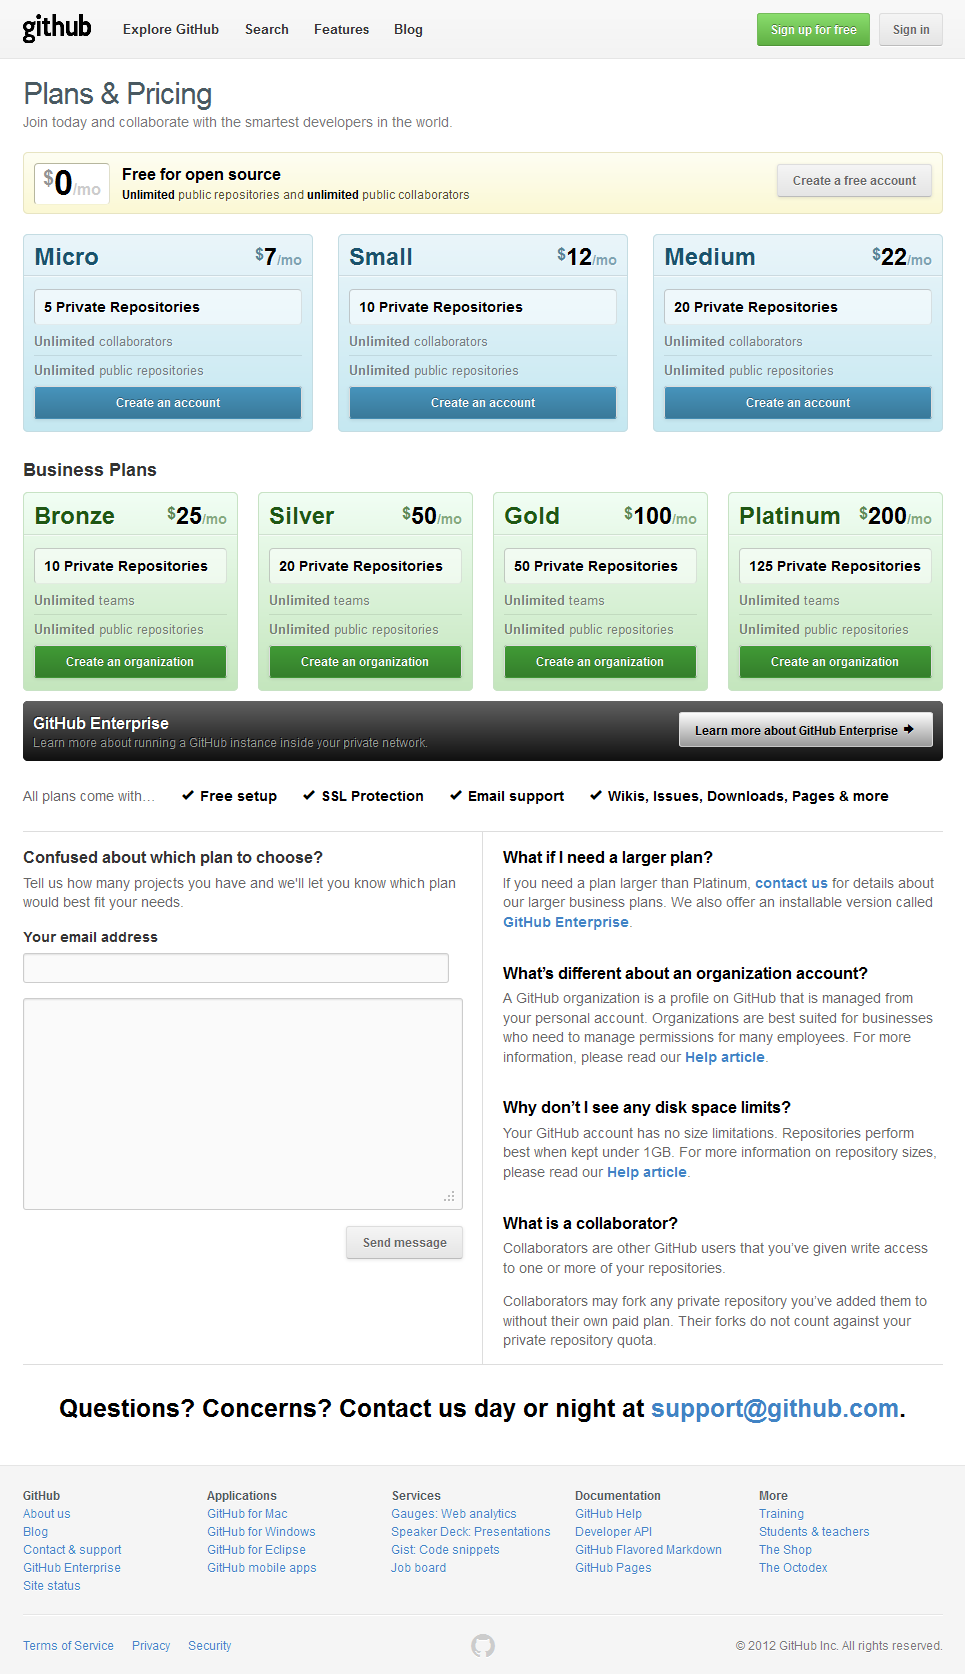 github Explore GitHub Search Features Blog Sign up for free Sign in
Plans & Pricing
Join today and collaborate with the smartest developers in the world.
$0/mo
Free for open source
Unlimited public repositories and unlimited public collaborators
Create a free account
Micro $7/mo
5 Private Repositories
Unlimited collaborators
Unlimited public repositories
Create an account
Small $12/mo
10 Private Repositories
Unlimited collaborators
Unlimited public repositories
Create an account
Medium $22/mo
20 Private Repositories
Unlimited collaborators
Unlimited public repositories
Create an account
Business Plans
Bronze $25/mo
10 Private Repositories
Unlimited teams
Unlimited public repositories
Create an organization
Silver $50/mo
20 Private Repositories
Unlimited teams
Unlimited public repositories
Create an organization
Gold $100/mo
50 Private Repositories
Unlimited teams
Unlimited public repositories
Create an organization
Platinum $200/mo
125 Private Repositories
Unlimited teams
Unlimited public repositories
Create an organization
GitHub Enterprise
Learn more about running a GitHub instance inside your private network.
Learn more about GitHub Enterprise
All plans come with… ✔ Free setup ✔ SSL Protection ✔ Email support ✔ Wikis, Issues, Downloads, Pages & more
Confused about which plan to choose?
Tell us how many projects you have and we'll let you know which plan
would best fit your needs.
Your email address
Send message
What if I need a larger plan?
If you need a plan larger than Platinum, contact us for details about
our larger business plans. We also offer an installable version called
GitHub Enterprise.
What’s different about an organization account?
A GitHub organization is a profile on GitHub that is managed from
your personal account. Organizations are best suited for businesses
who need to manage permissions for many employees. For more
information, please read our Help article.
Why don’t I see any disk space limits?
Your GitHub account has no size limitations. Repositories perform
best when kept under 1GB. For more information on repository sizes,
please read our Help article.
What is a collaborator?
Collaborators are other GitHub users that you’ve given write access
to one or more of your repositories.
Collaborators may fork any private repository you’ve added them to
without their own paid plan. Their forks do not count against your
private repository quota.
Questions? Concerns? Contact us day or night at support@github.com.
GitHub
About us
Blog
Contact & support
GitHub Enterprise
Site status
Applications
GitHub for Mac
GitHub for Windows
GitHub for Eclipse
GitHub mobile apps
Services
Gauges: Web analytics
Speaker Deck: Presentations
Gist: Code snippets
Job board
Documentation
GitHub Help
Developer API
GitHub Flavored Markdown
GitHub Pages
More
Training
Students & teachers
The Shop
The Octodex
Terms of Service Privacy Security
© 2012 GitHub Inc. All rights reserved.